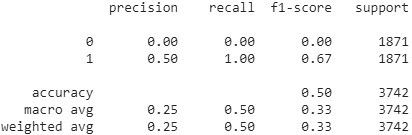 precision recall f1-score support
0 0.00 0.00 0.00 1871
1 0.50 1.00 0.67 1871
accuracy 0.50 3742
macro avg 0.25 0.50 0.33 3742
weighted avg 0.25 0.50 0.33 3742